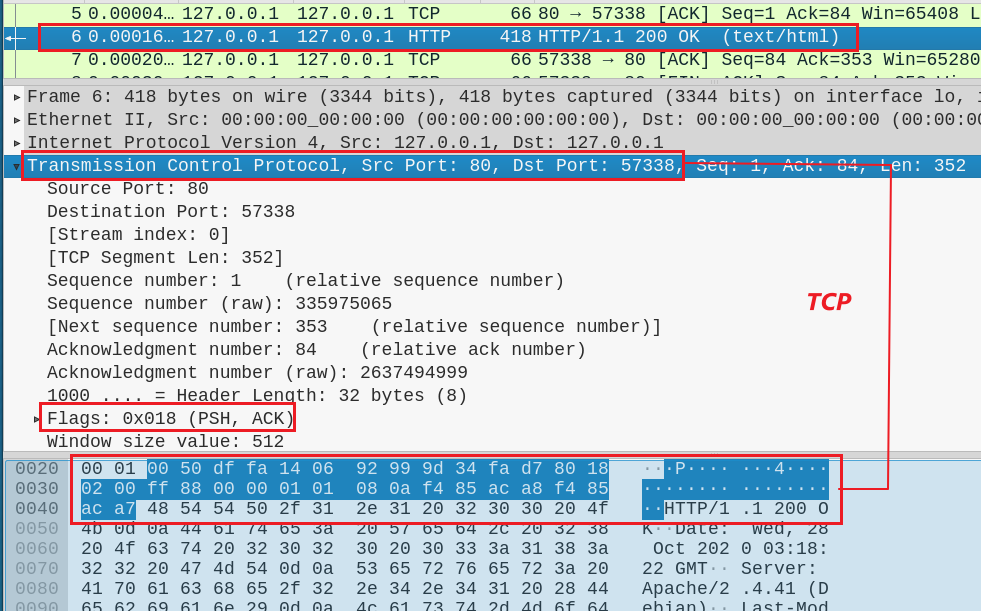 5 0.00004… 127.0.0.1 127.0.0.1 TCP 66 80 → 57338 [ACK] Seq=1 Ack=84 Win=65408 L
6 0.00016… 127.0.0.1 127.0.0.1 HTTP 418 HTTP/1.1 200 OK (text/html)
7 0.00020… 127.0.0.1 127.0.0.1 TCP 66 57338 → 80 [ACK] Seq=84 Ack=353 Win=65280
Frame 6: 418 bytes on wire (3344 bits), 418 bytes captured (3344 bits) on interface lo, i
Ethernet II, Src: 00:00:00_00:00:00 (00:00:00:00:00:00), Dst: 00:00:00_00:00:00 (00:00:00
Internet Protocol Version 4, Src: 127.0.0.1, Dst: 127.0.0.1
Transmission Control Protocol, Src Port: 80, Dst Port: 57338, Seq: 1, Ack: 84, Len: 352
Source Port: 80
Destination Port: 57338
[Stream index: 0]
[TCP Segment Len: 352]
Sequence number: 1 (relative sequence number)
Sequence number (raw): 335975065
TCP
[Next sequence number: 353 (relative sequence number)]
Acknowledgment number: 84 (relative ack number)
Acknowledgment number (raw): 2637494999
1000 .... = Header Length: 32 bytes (8)
Flags: 0x018 (PSH, ACK)
Window size value: 512
0020 00 01 00 50 df fa 14 06 92 99 9d 34 fa d7 80 18 ···P···· ···4····
0030 02 00 ff 88 00 00 01 01 08 0a f4 85 ac a8 f4 85 ········ ········
0040 ac a7 48 54 54 50 2f 31 2e 31 20 32 30 30 20 4f ··HTTP/1 .1 200 O
0050 4b 0d 0a 44 61 74 65 3a 20 57 65 64 2c 20 32 38 K··Date: Wed, 28
0060 20 4f 63 74 20 32 30 32 30 20 30 33 3a 31 38 3a Oct 202 0 03:18:
0070 32 32 20 47 4d 54 0d 0a 53 65 72 76 65 72 3a 20 22 GMT·· Server:
0080 41 70 61 63 68 65 2f 32 2e 34 2e 34 31 20 28 44 Apache/2 .4.41 (D
0090 65 62 69 61 6e 29 0d 0a 4c 61 73 74 2d 4d 6f 64 ebian)·· Last-Mod